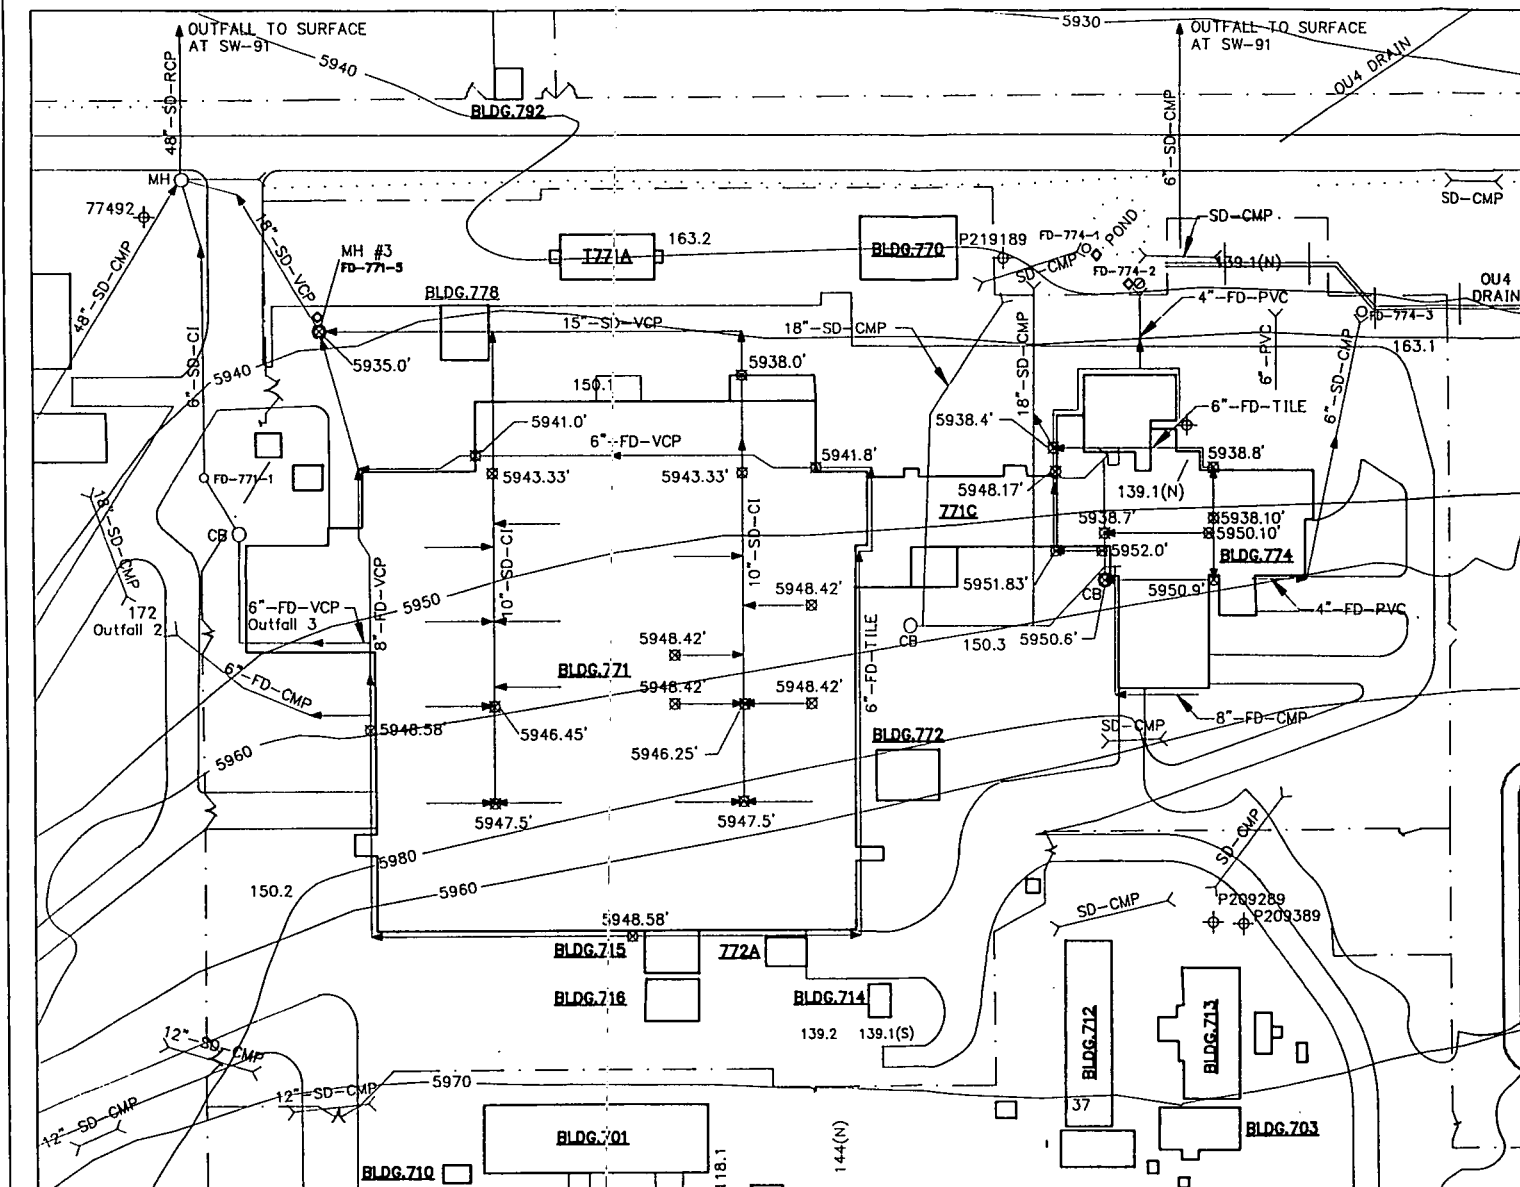 OUTFALL TO SURFACE
AT SW-91
5930
OUTFALL TO SURFACE
AT SW-91
5940
OU4 DRAIN
48"-SD-RCP
BLDG.792
6"-SD-CMP
MH
77492
SD-CMP
18"-SD-VCP
MH #3
FD-771-5
T771A
163.2
BLDG.770
P219189
FD-774-1
POND
SD-CMP
SD-CMP
139.1(N)
FD-774-2
OU4
DRAIN
48"-SD-CMP
BLDG.778
15"-SD-VCP
18"-SD-CMP
18"-SD-CMP
4"-FD-PVC
FD-774-3
163.1
6"-SD-CI
5940
5935.0'
5938.0'
150.1
6"-PVC
6"-SD-CMP
5941.0'
6"-FD-VCP
5938.4'
6"-FD-TILE
FD-771-1
5943.33'
5943.33'
5941.8'
5948.17'
139.1(N)
5938.8'
18"-SD-CMP
CB
10"-SD-CI
10"-SD-CI
771C
5938.7'
5938.10'
5950.10'
BLDG.774
5952.0'
5951.83'
8"-FD-VCP
5950
5948.42'
CB
5950.9'
4"-FD-PVC
172
Outfall 2
6"-FD-VCP
Outfall 3
6"-FD-TILE
CB
150.3
5950.6'
5948.42'
BLDG.771
6"-FD-CMP
5948.42'
5948.42'
5948.58'
5946.45'
5946.25'
BLDG.772
SD-CMP
8"-FD-CMP
5960
5947.5'
5947.5'
SD-CMP
5980
5960
150.2
5948.58'
SD-CMP
P209289
P209389
BLDG.715
772A
BLDG.716
BLDG.714
139.2
139.1(S)
BLDG.712
BLDG.713
12"-SD-CMP
5970
12"-SD-CMP
37
12"-SD-CMP
BLDG.701
144(N)
BLDG.703
BLDG.710
118.1